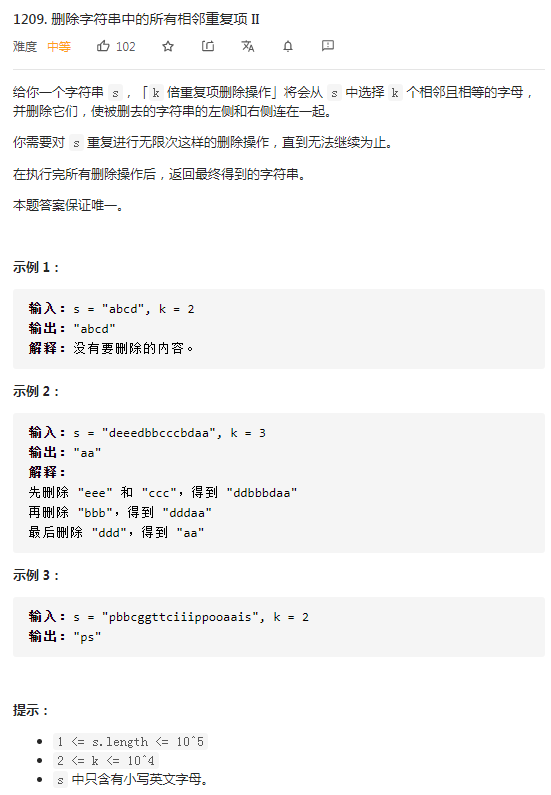 1209. 删除字符串中的所有相邻重复项 II
难度 中等 102
给你一个字符串 s，「k 倍重复项删除操作」将会从 s 中选择 k 个相邻且相等的字母，
并删除它们，使被删去的字符串的左侧和右侧连在一起。
你需要对 s 重复进行无限次这样的删除操作，直到无法继续为止。
在执行完所有删除操作后，返回最终得到的字符串。
本题答案保证唯一。
示例 1：
输入：s = "abcd", k = 2
输出："abcd"
解释：没有要删除的内容。
示例 2：
输入：s = "deeedbbcccbdaa", k = 3
输出："aa"
解释：
先删除 "eee" 和 "ccc"，得到 "ddbbbdaa"
再删除 "bbb"，得到 "dddaa"
最后删除 "ddd"，得到 "aa"
示例 3：
输入：s = "pbbcggttciiippooaais", k = 2
输出："ps"
提示：
1 <= s.length <= 10^5
2 <= k <= 10^4
s 中只含有小写英文字母。